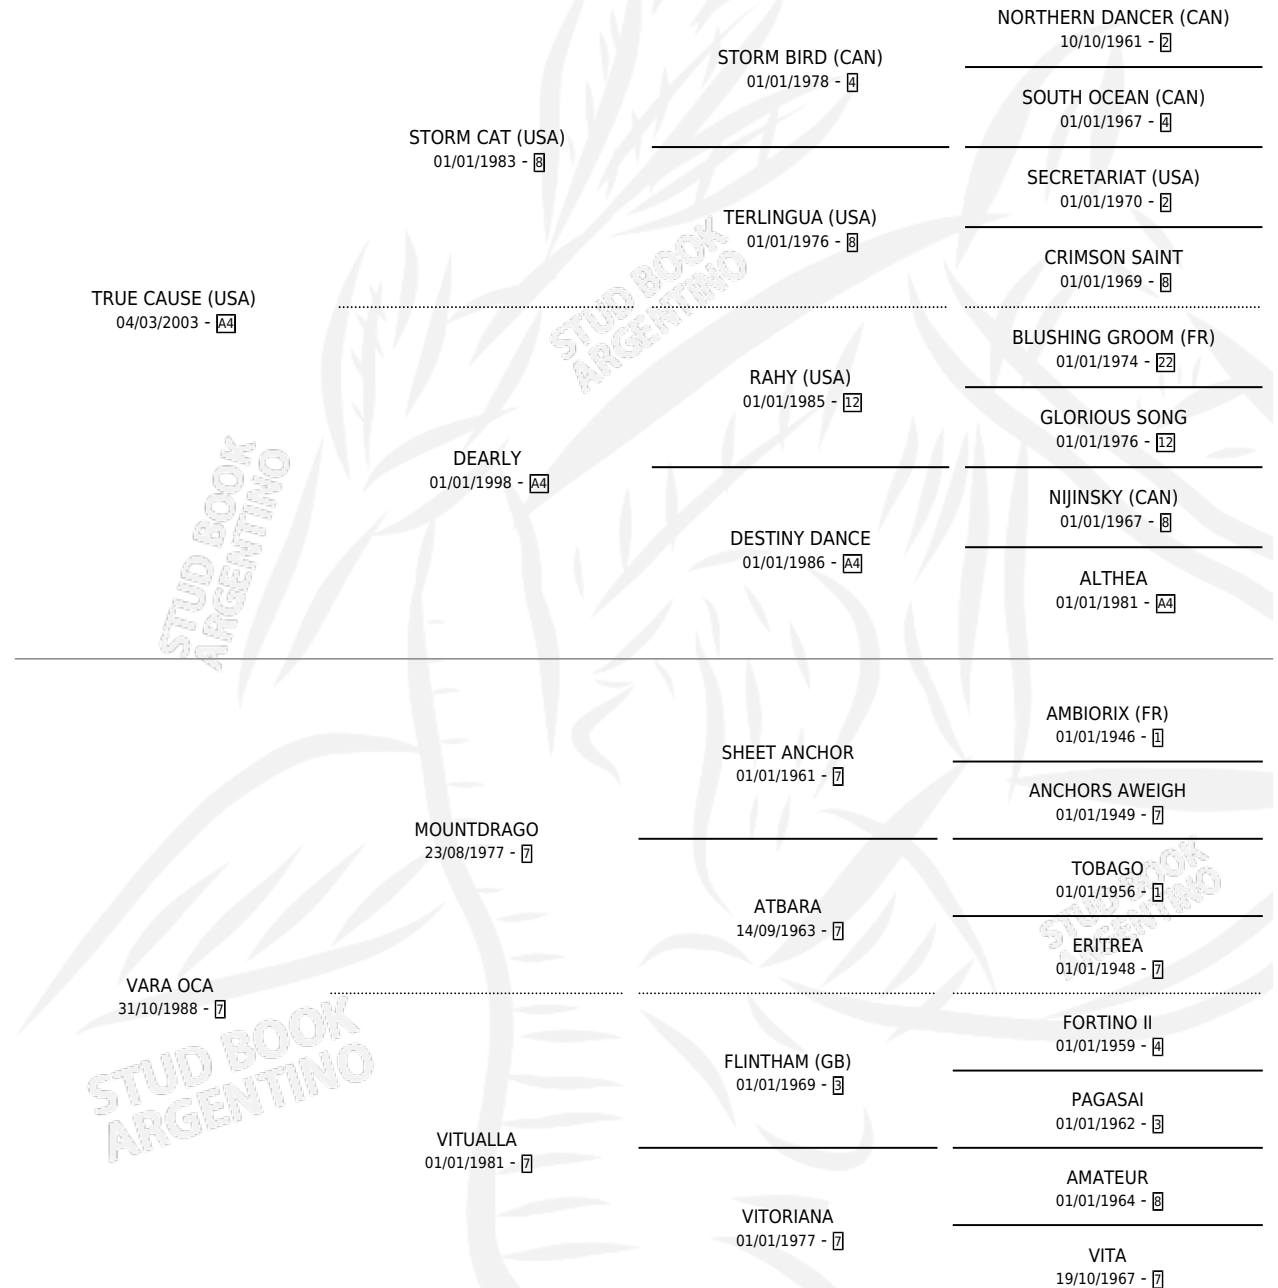 NORTHERN DANCER (CAN)
10/10/1961 - 2
STORM BIRD (CAN)
01/01/1978 - 4
SOUTH OCEAN (CAN)
01/01/1967 - 4
STORM CAT (USA)
01/01/1983 - 8
SECRETARIAT (USA)
01/01/1970 - 2
TERLINGUA (USA)
01/01/1976 - 8
CRIMSON SAINT
01/01/1969 - 8
TRUE CAUSE (USA)
04/03/2003 - A4
BLUSHING GROOM (FR)
01/01/1974 - 22
RAHY (USA)
01/01/1985 - 12
GLORIOUS SONG
01/01/1976 - 12
DEARLY
01/01/1998 - A4
NIJINSKY (CAN)
01/01/1967 - 8
DESTINY DANCE
01/01/1986 - A4
ALTHEA
01/01/1981 - A4
STUD BOOK
ARGENTINO
STUD BOOK
ARGENTINO
AMBIORIX (FR)
01/01/1946 - 1
SHEET ANCHOR
01/01/1961 - 7
ANCHORS AWEIGH
01/01/1949 - 7
MOUNTDRAGO
23/08/1977 - 7
TOBAGO
01/01/1956 - 1
ATBARA
14/09/1963 - 7
ERITREA
01/01/1948 - 7
VARA OCA
31/10/1988 - 7
FORTINO II
01/01/1959 - 4
FLINTHAM (GB)
01/01/1969 - 3
PAGASAI
01/01/1962 - 3
VITUALLA
01/01/1981 - 7
AMATEUR
01/01/1964 - 8
VITORIANA
01/01/1977 - 7
VITA
19/10/1967 - 7
STUD BOOK
ARGENTINO
STUD BOOK
ARGENTINO